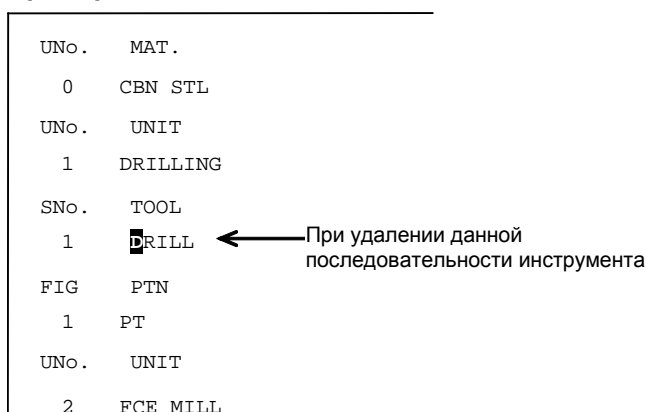 UNo. MAT.
0 CBN STL
UNo. UNIT
1 DRILLING
SNo. TOOL
1 DRILL При удалении данной
последовательности инструмента
FIG PTN
1 PT
UNo. UNIT
2 FCE MILL